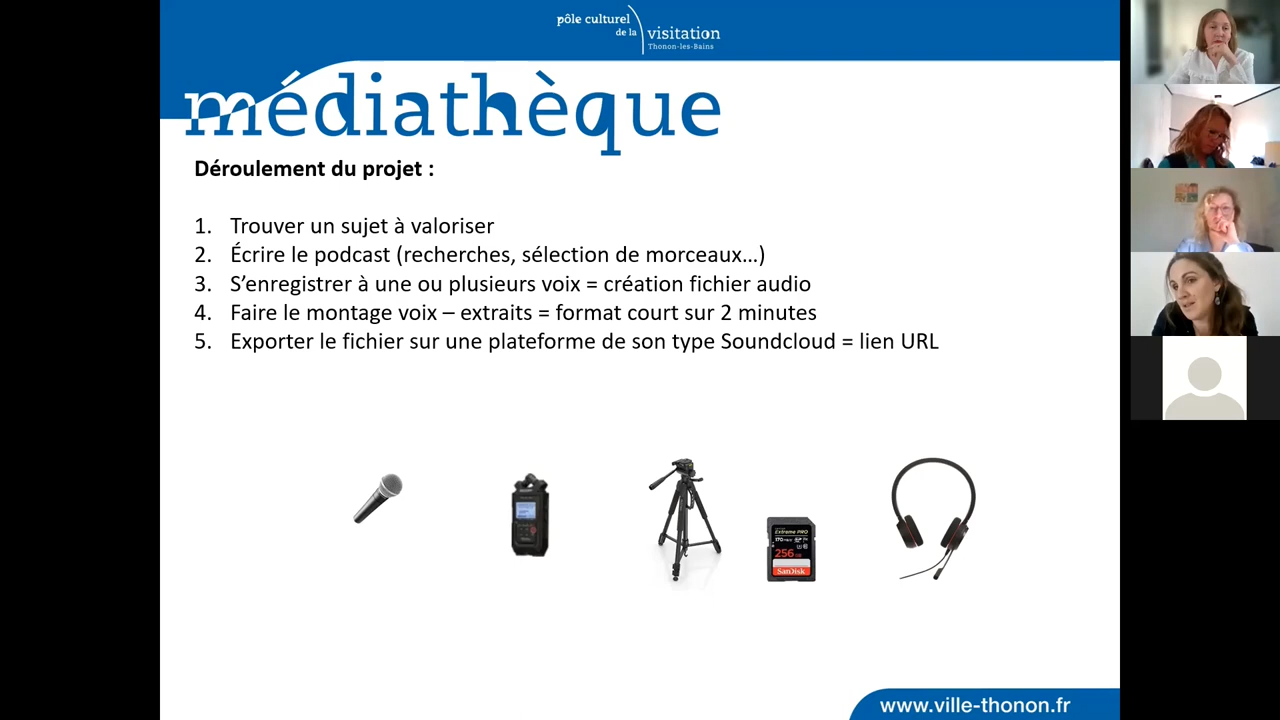 pôle culturel
de la
visitation
Thonon-les-Bains
médiathèque
Déroulement du projet :
1. Trouver un sujet à valoriser
2. Écrire le podcast (recherches, sélection de morceaux…)
3. S’enregistrer à une ou plusieurs voix = création fichier audio
4. Faire le montage voix – extraits = format court sur 2 minutes
5. Exporter le fichier sur une plateforme de son type Soundcloud = lien URL
Extreme PRO
170
256
SanDisk
www.ville-thonon.fr